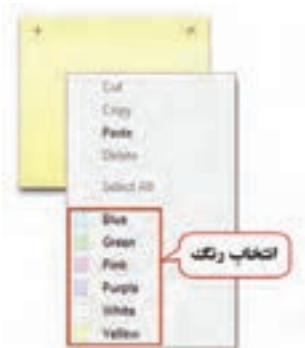 Cut
Copy
Paste
Delete
Select All
Blue
Green
Pink
Purple
White
Yellow
انتخاب رنگ